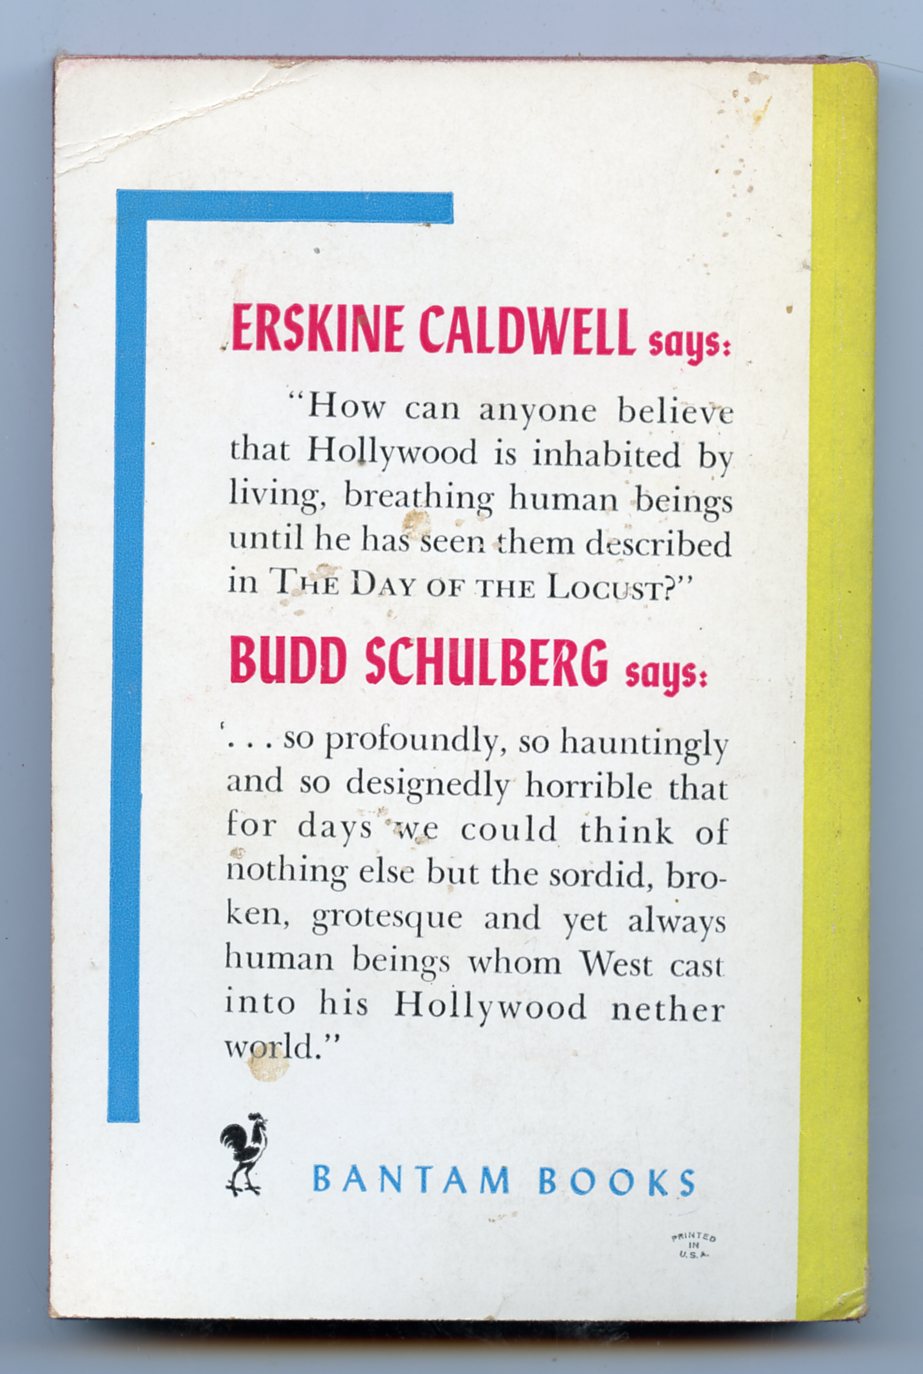 ERSKINE CALDWELL says:
“How can anyone believe
that Hollywood is inhabited by
living, breathing human beings
until he has seen them described
in THE DAY OF THE LOCUST?”
BUDD SCHULBERG says:
‘. . . so profoundly, so hauntingly
and so designedly horrible that
for days we could think of
nothing else but the sordid, bro-
ken, grotesque and yet always
human beings whom West cast
into his Hollywood nether
world.”
BANTAM BOOKS
PRINTED
IN
U.S.A.